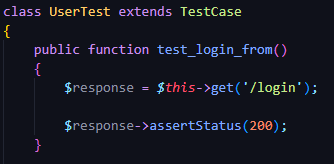 class UserTest extends TestCase
{
    public function test_login_from()
    {
        $response = $this->get('/login');

        $response->assertStatus(200);
    }